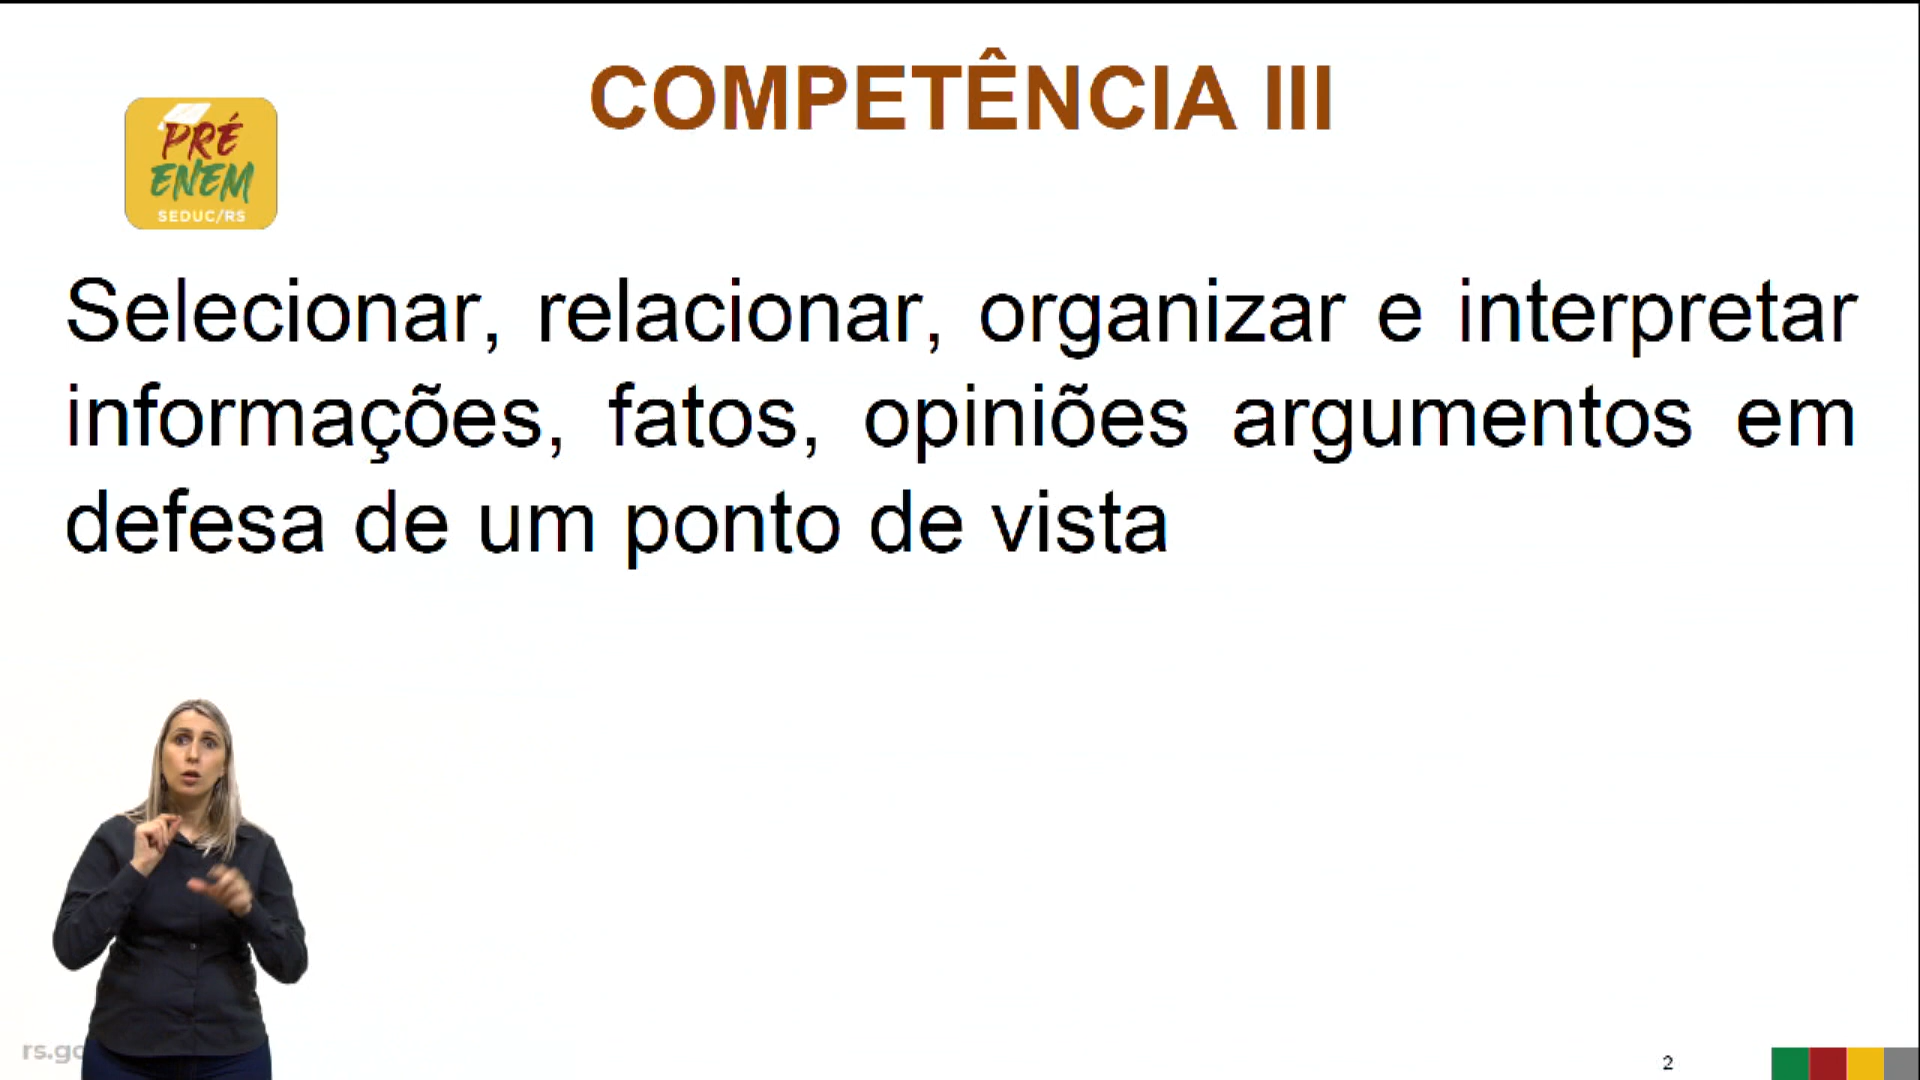 COMPETÊNCIA III
PRÉ
ENEM
SEDUC/RS
Selecionar, relacionar, organizar e interpretar
informações, fatos, opiniões argumentos em
defesa de um ponto de vista
2